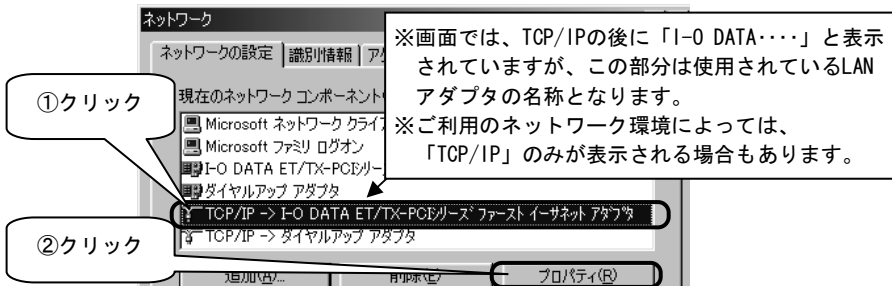 ネットワーク
ネットワークの設定
識別情報
現在のネットワーク コンポーネント
Microsoft ネットワーク クライ
Microsoft ファミリ ログオン
I-O DATA ET/TX-PCIシリー
ダイヤルアップ アダプタ
TCP/IP -> I-O DATA ET/TX-PCIシリーズ ファースト イーサネット アダプタ
TCP/IP -> ダイヤルアップ アダプタ
追加(A)...
削除(E)
プロパティ(R)
①クリック
②クリック
※画面では、TCP/IPの後に「I-O DATA････」と表示
されていますが、この部分は使用されているLAN
アダプタの名称となります。
※ご利用のネットワーク環境によっては、
「TCP/IP」のみが表示される場合もあります。